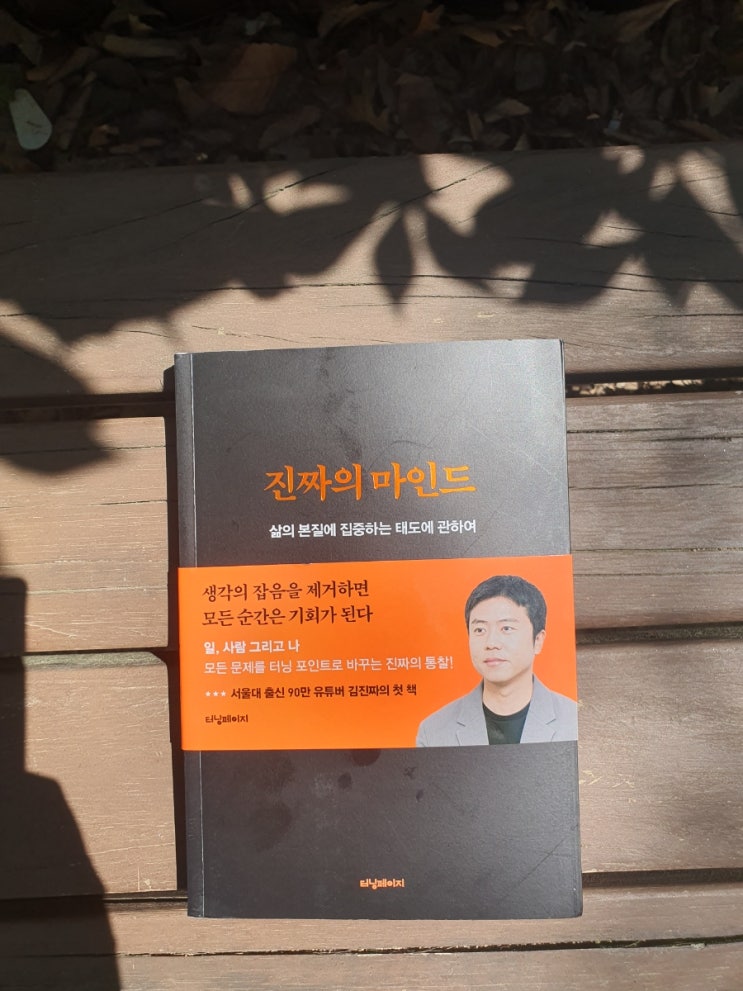 진짜의 마인드
삶의 본질에 집중하는 태도에 관하여
생각의 잡음을 제거하면
모든 순간은 기회가 된다
일, 사람 그리고 나
모든 문제를 터닝 포인트로 바꾸는 진짜의 통찰!
*** 서울대 출신 90만 유튜버 김진짜의 첫 책
터닝페이지
터닝페이지